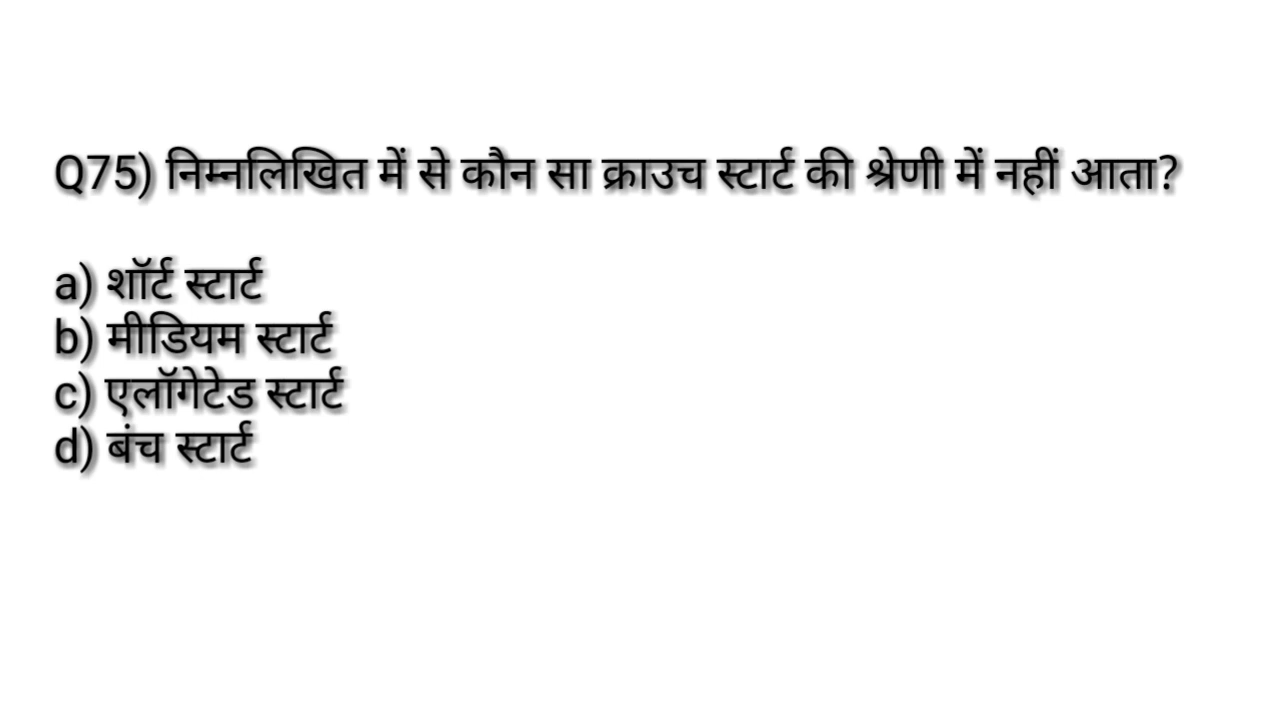 Q75) निम्नलिखित में से कौन सा क्राउच स्टार्ट की श्रेणी में नहीं आता?
a) शॉर्ट स्टार्ट
b) मीडियम स्टार्ट
c) एलॉगेटेड स्टार्ट
d) बंच स्टार्ट